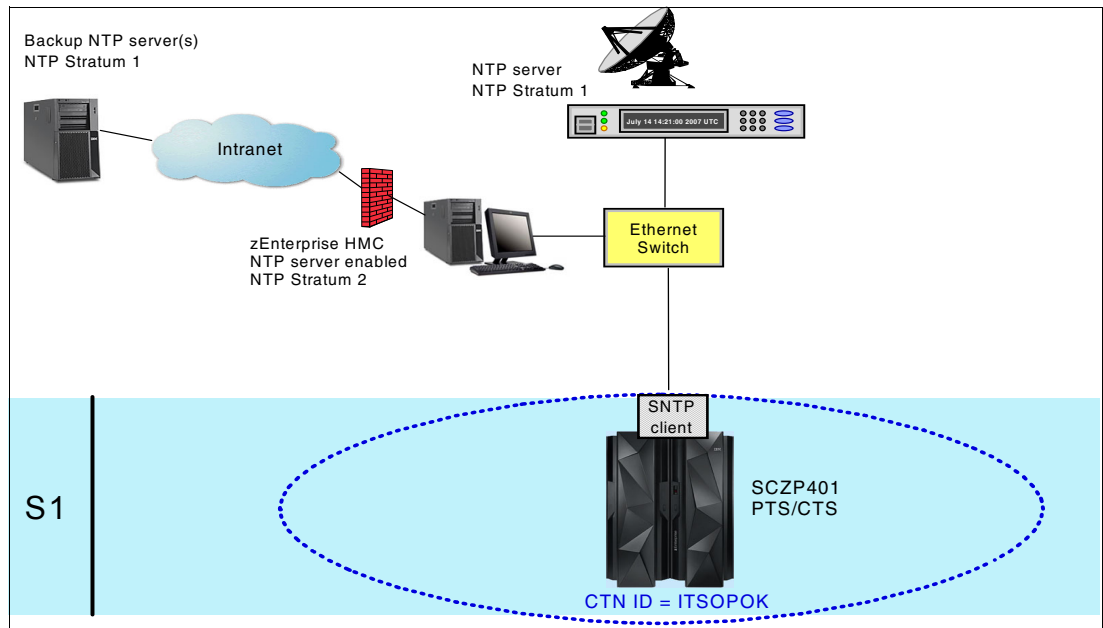 Backup NTP server(s)
NTP Stratum 1
NTP server
NTP Stratum 1
July 14 14:21:00 2007 UTC
Intranet
Ethernet
Switch
zEnterprise HMC
NTP server enabled
NTP Stratum 2
SNTP
client
S1
SCZP401
PTS/CTS
CTN ID = ITSOPOK